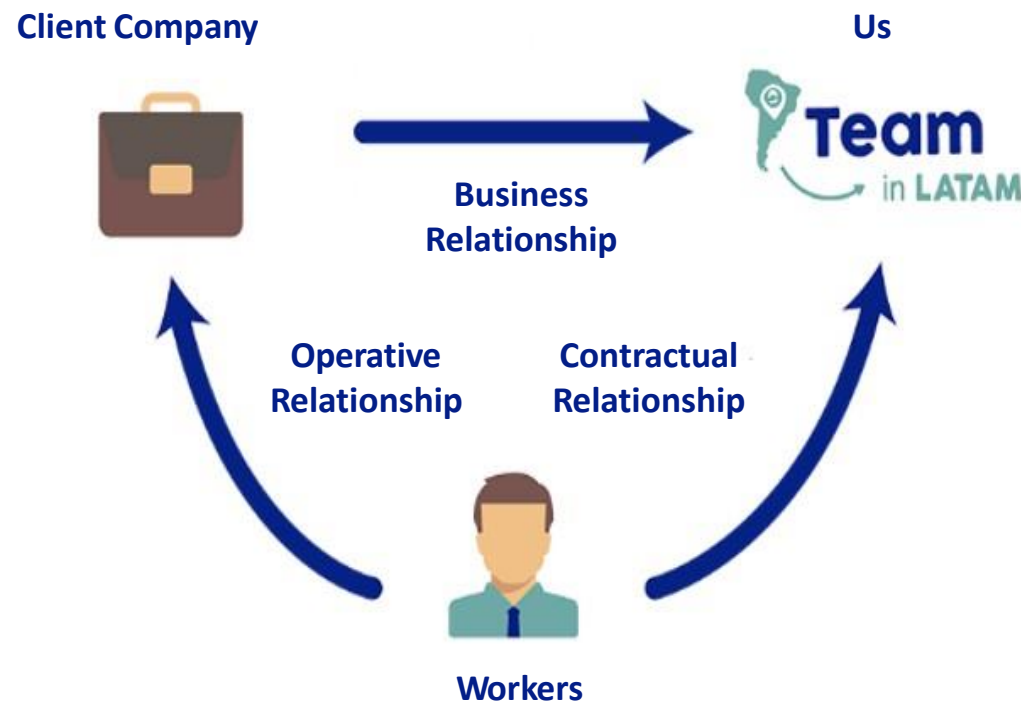 Client Company
Us
Team
in LATAM
Business
Relationship
Operative
Relationship
Contractual
Relationship
Workers